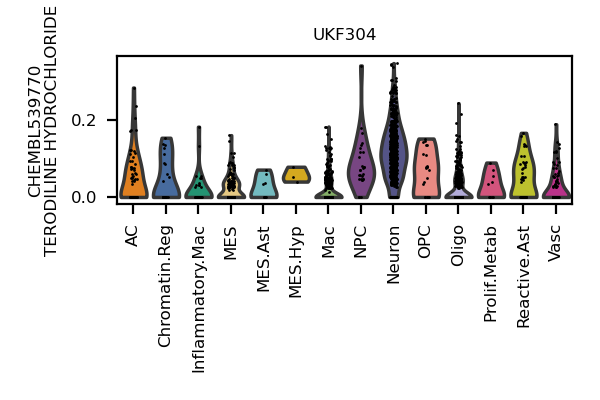 UKF304
CHEMBL539770
TERODILINE HYDROCHLORIDE
0.2
0.0
AC
Chromatin.Reg
Inflammatory.Mac
MES
MES.Ast
MES.Hyp
Mac
NPC
Neuron
OPC
Oligo
Prolif.Metab
Reactive.Ast
Vasc